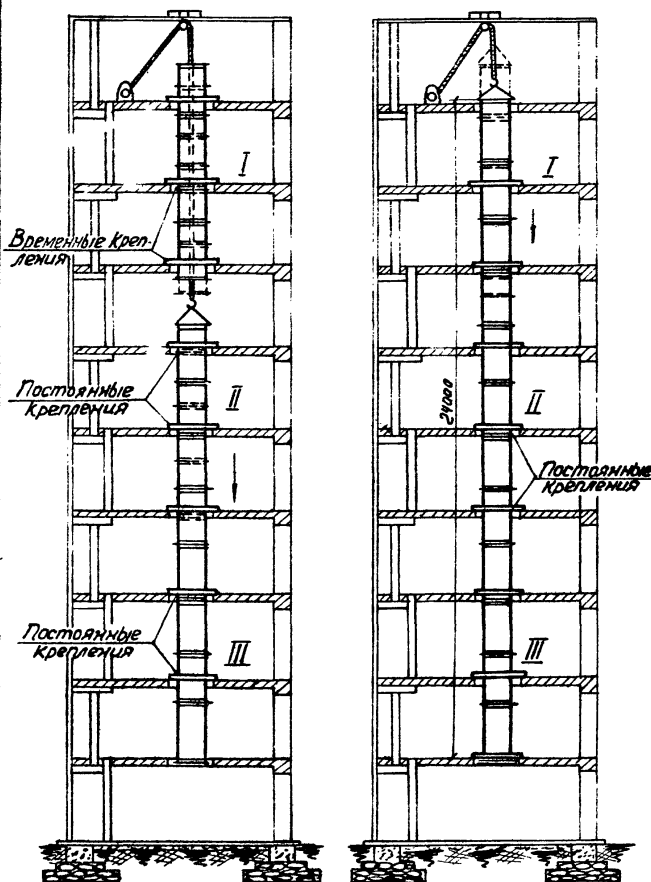 I
Временные креп-
ления
Постоянные
крепления
II
Постоянные
крепления
III
I
24000
II
Постоянные
крепления
III